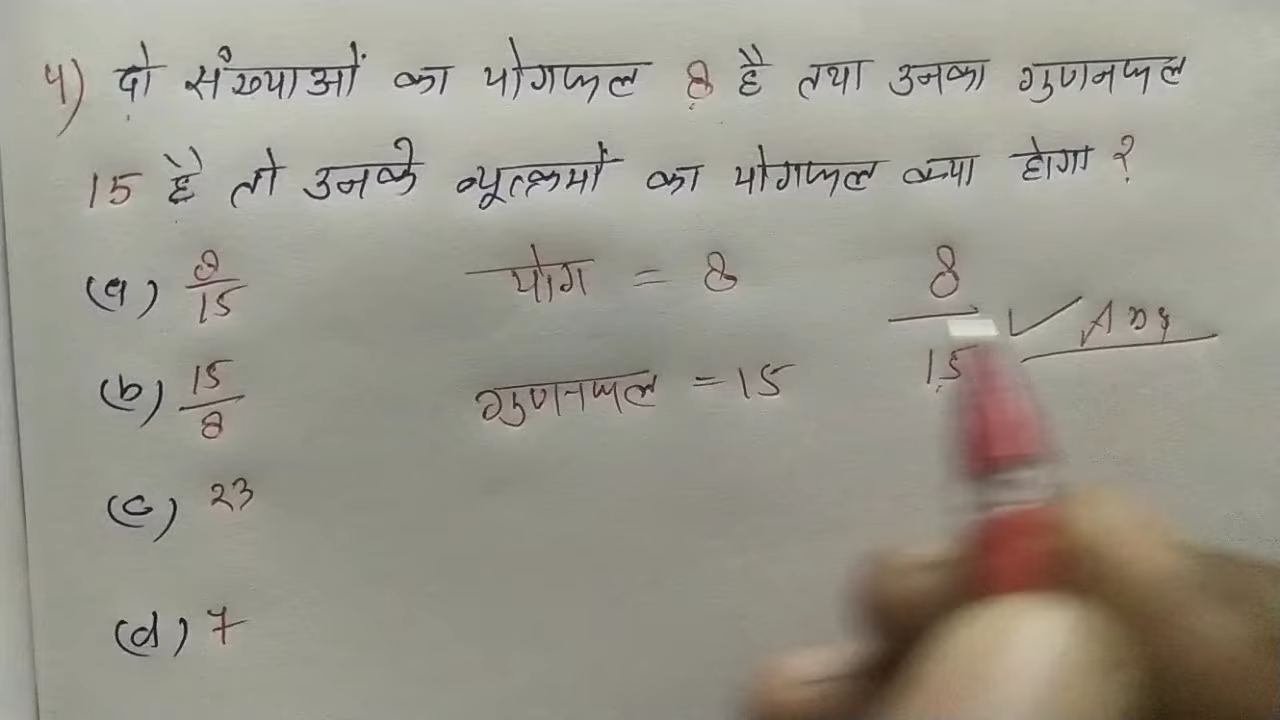 4) दो संख्याओं का योगफल 8 है तथा उनका गुणनफल
15 है तो उनके व्यूत्क्रमों का योगफल क्या होगा ?
(a) 8/15
योग = 8
8/15 ✓ Ans
(b) 15/8
गुणनफल = 15
(c) 23
(d) 7